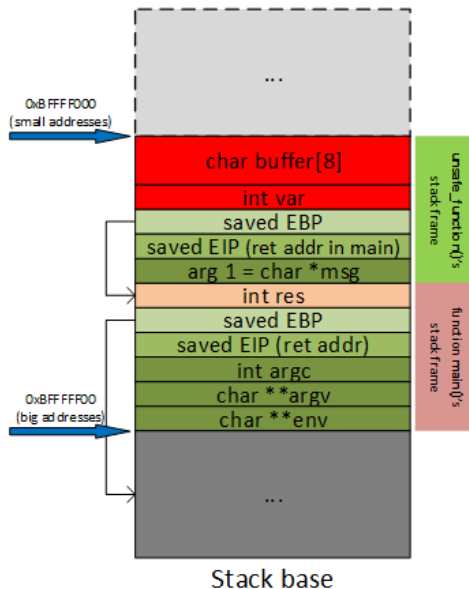 ...
0xBFFFF000
(small addresses)
char buffer[8]
int var
saved EBP
saved EIP (ret addr in main)
arg 1 = char *msg
unsafe_function()'s
stack frame
int res
saved EBP
saved EIP (ret addr)
int argc
char **argv
char **env
function main()'s
stack frame
0xBFFFFF00
(big addresses)
...
Stack base